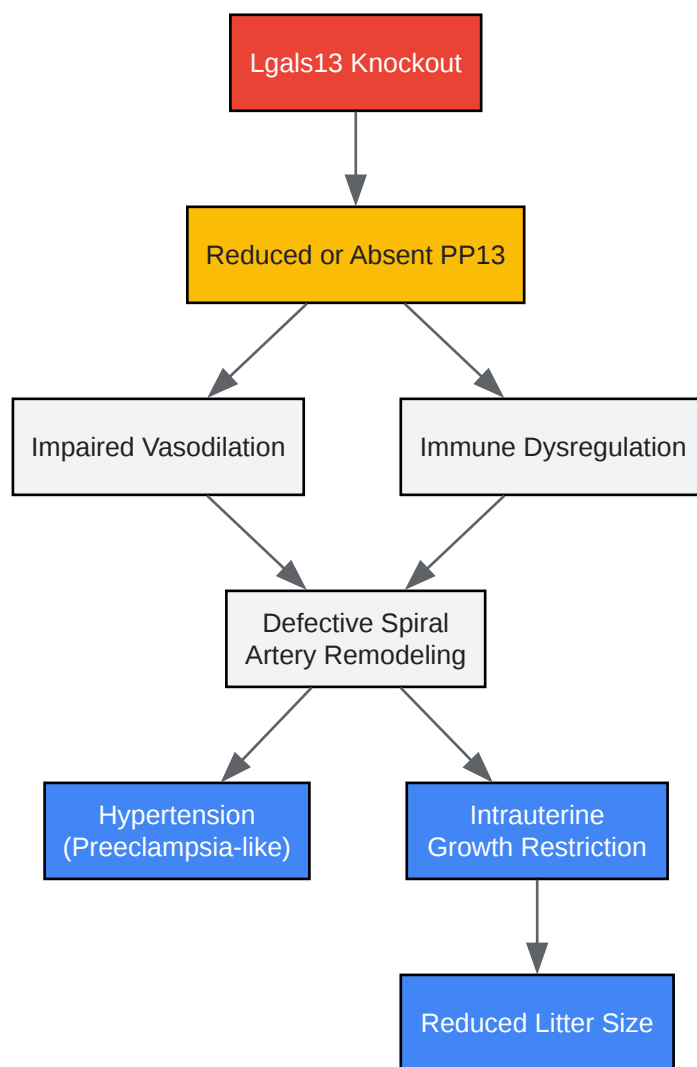 Lgals13 Knockout
Reduced or Absent PP13
Impaired Vasodilation
Immune Dysregulation
Defective Spiral
Artery Remodeling
Hypertension
(Preeclampsia-like)
Intrauterine
Growth Restriction
Reduced Litter Size